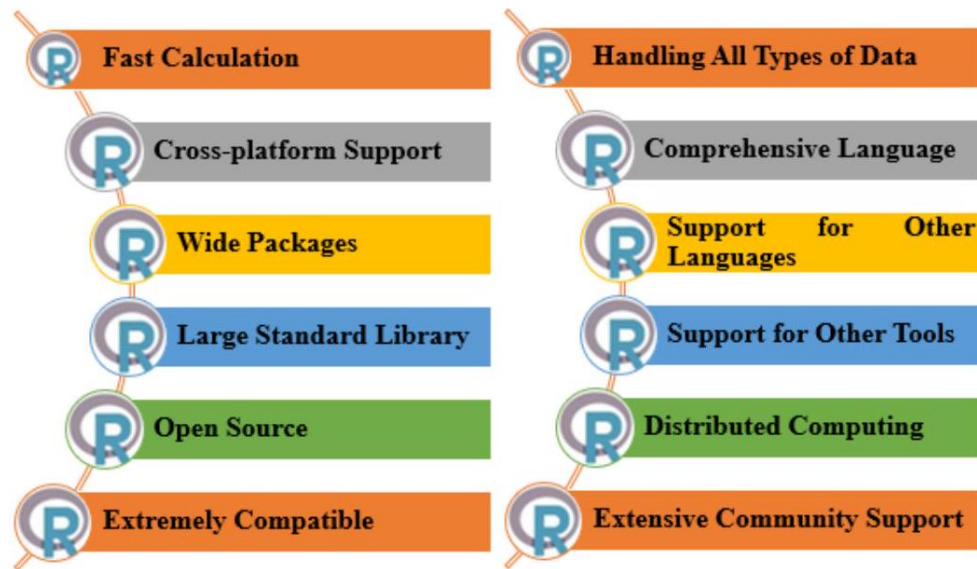 Fast Calculation
Cross-platform Support
Wide Packages
Large Standard Library
Open Source
Extremely Compatible
Handling All Types of Data
Comprehensive Language
Support for Other
Languages
Support for Other Tools
Distributed Computing
Extensive Community Support